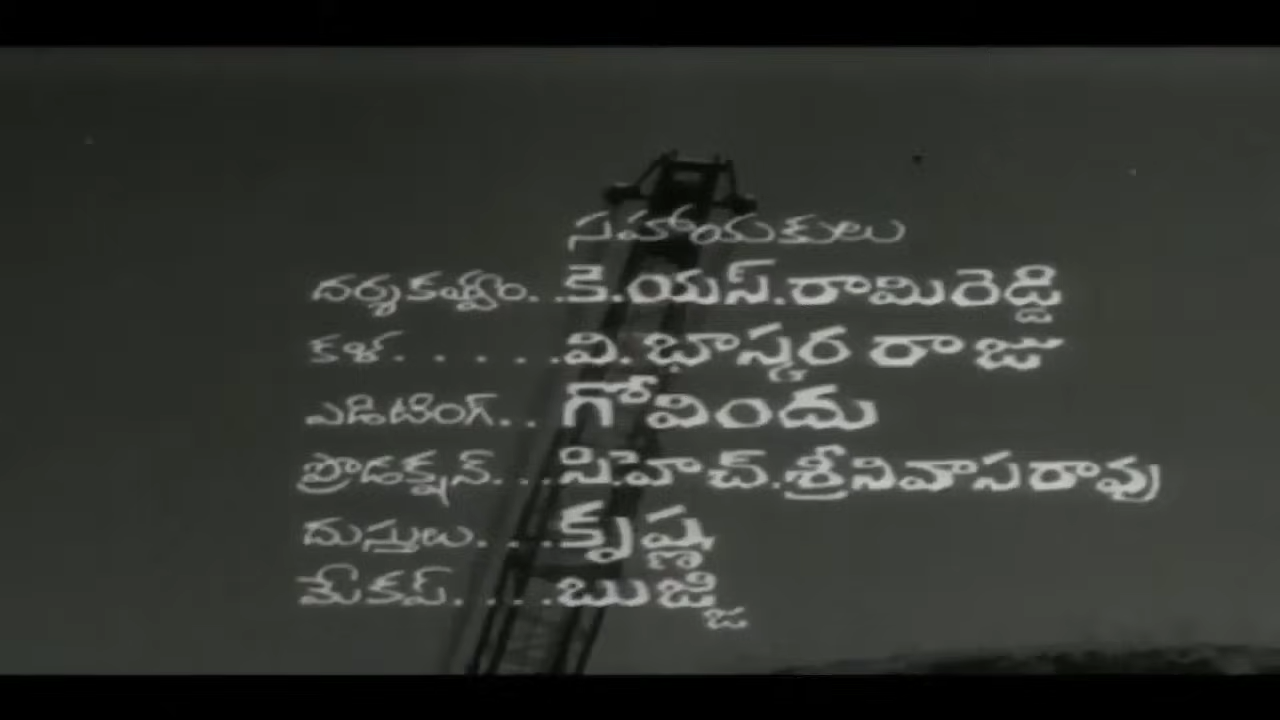 సహాయకులు
దర్శకత్వం. .కె.యస్.రామిరెడ్డి
కళ. . . . . .వి. భాస్కర రాజు
ఎడిటింగ్. . గోవిందు
ప్రొడక్షన్. . .సి.హెచ్.శ్రీనివాసరావు
దుస్తులు. . . .కృష్ణ
మేకప్. . . .బుజ్జి